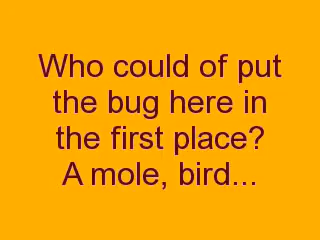 Who could of put
the bug here in
the first place?
A mole, bird...